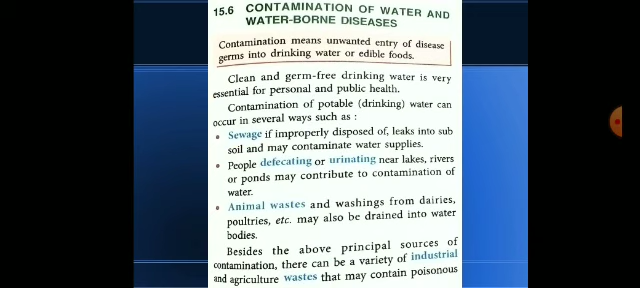 15.6 CONTAMINATION OF WATER AND
WATER-BORNE DISEASES
Contamination means unwanted entry of disease
germs into drinking water or edible foods.
Clean and germ-free drinking water is very
essential for personal and public health.
Contamination of potable (drinking) water can
occur in several ways such as :
• Sewage if improperly disposed of, leaks into sub
soil and may contaminate water supplies.
• People defecating or urinating near lakes, rivers
or ponds may contribute to contamination of
water.
• Animal wastes and washings from dairies,
poultries, etc. may also be drained into water
bodies.
Besides the above principal sources of
contamination, there can be a variety of industrial
and agriculture wastes that may contain poisonous